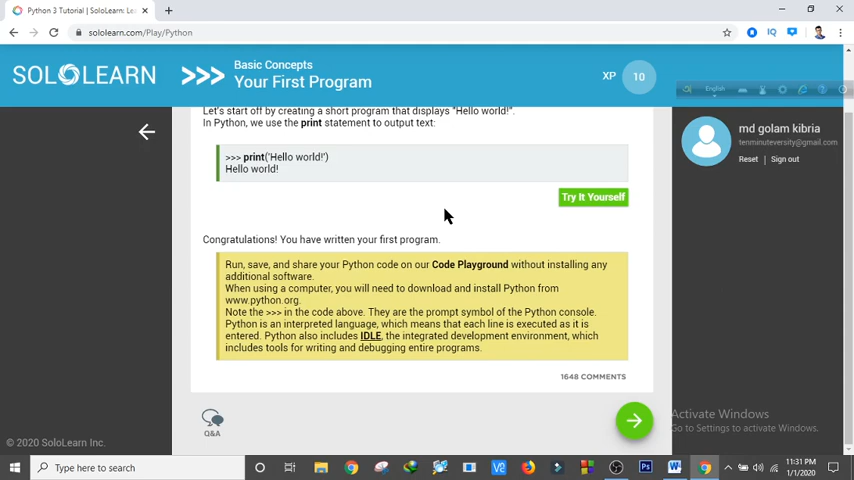 Python 3 Tutorial | SoloLearn: Le
sololearn.com/Play/Python
SOLOLEARN
Basic Concepts
Your First Program
XP 10
English
md golam kibria
tenminuteversity@gmail.com
Reset | Sign out
Let's start off by creating a short program that displays "Hello world!".
In Python, we use the print statement to output text:
>>> print('Hello world!')
Hello world!
Try It Yourself
Congratulations! You have written your first program.
Run, save, and share your Python code on our Code Playground without installing any
additional software.
When using a computer, you will need to download and install Python from
www.python.org.
Note the >>> in the code above. They are the prompt symbol of the Python console.
Python is an interpreted language, which means that each line is executed as it is
entered. Python also includes IDLE, the integrated development environment, which
includes tools for writing and debugging entire programs.
1648 COMMENTS
Q&A
Activate Windows
Go to Settings to activate Windows.
© 2020 SoloLearn Inc.
Type here to search
11:31 PM
1/1/2020